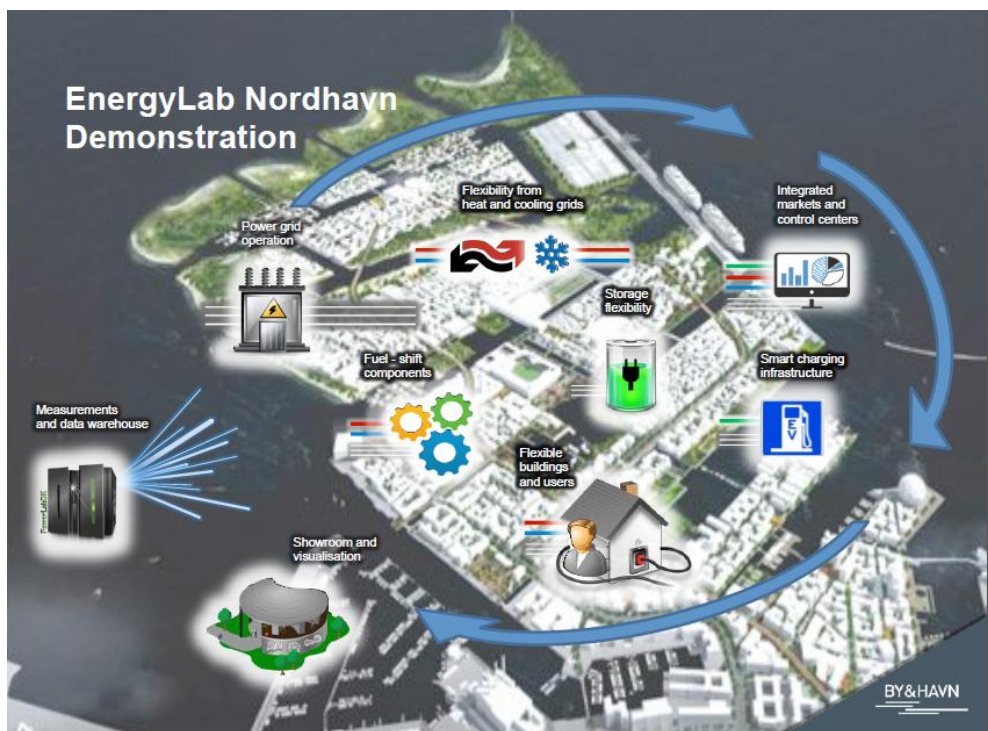 EnergyLab Nordhavn
Demonstration
Flexibility from
heat and cooling grids
Integrated
markets and
control centers
Power grid
operation
Storage
flexibility
Fuel - shift
components
Smart charging
infrastructure
Measurements
and data warehouse
EV
Flexible
buildings
and users
PowerLabDK
Showroom and
visualisation
BY&HAVN